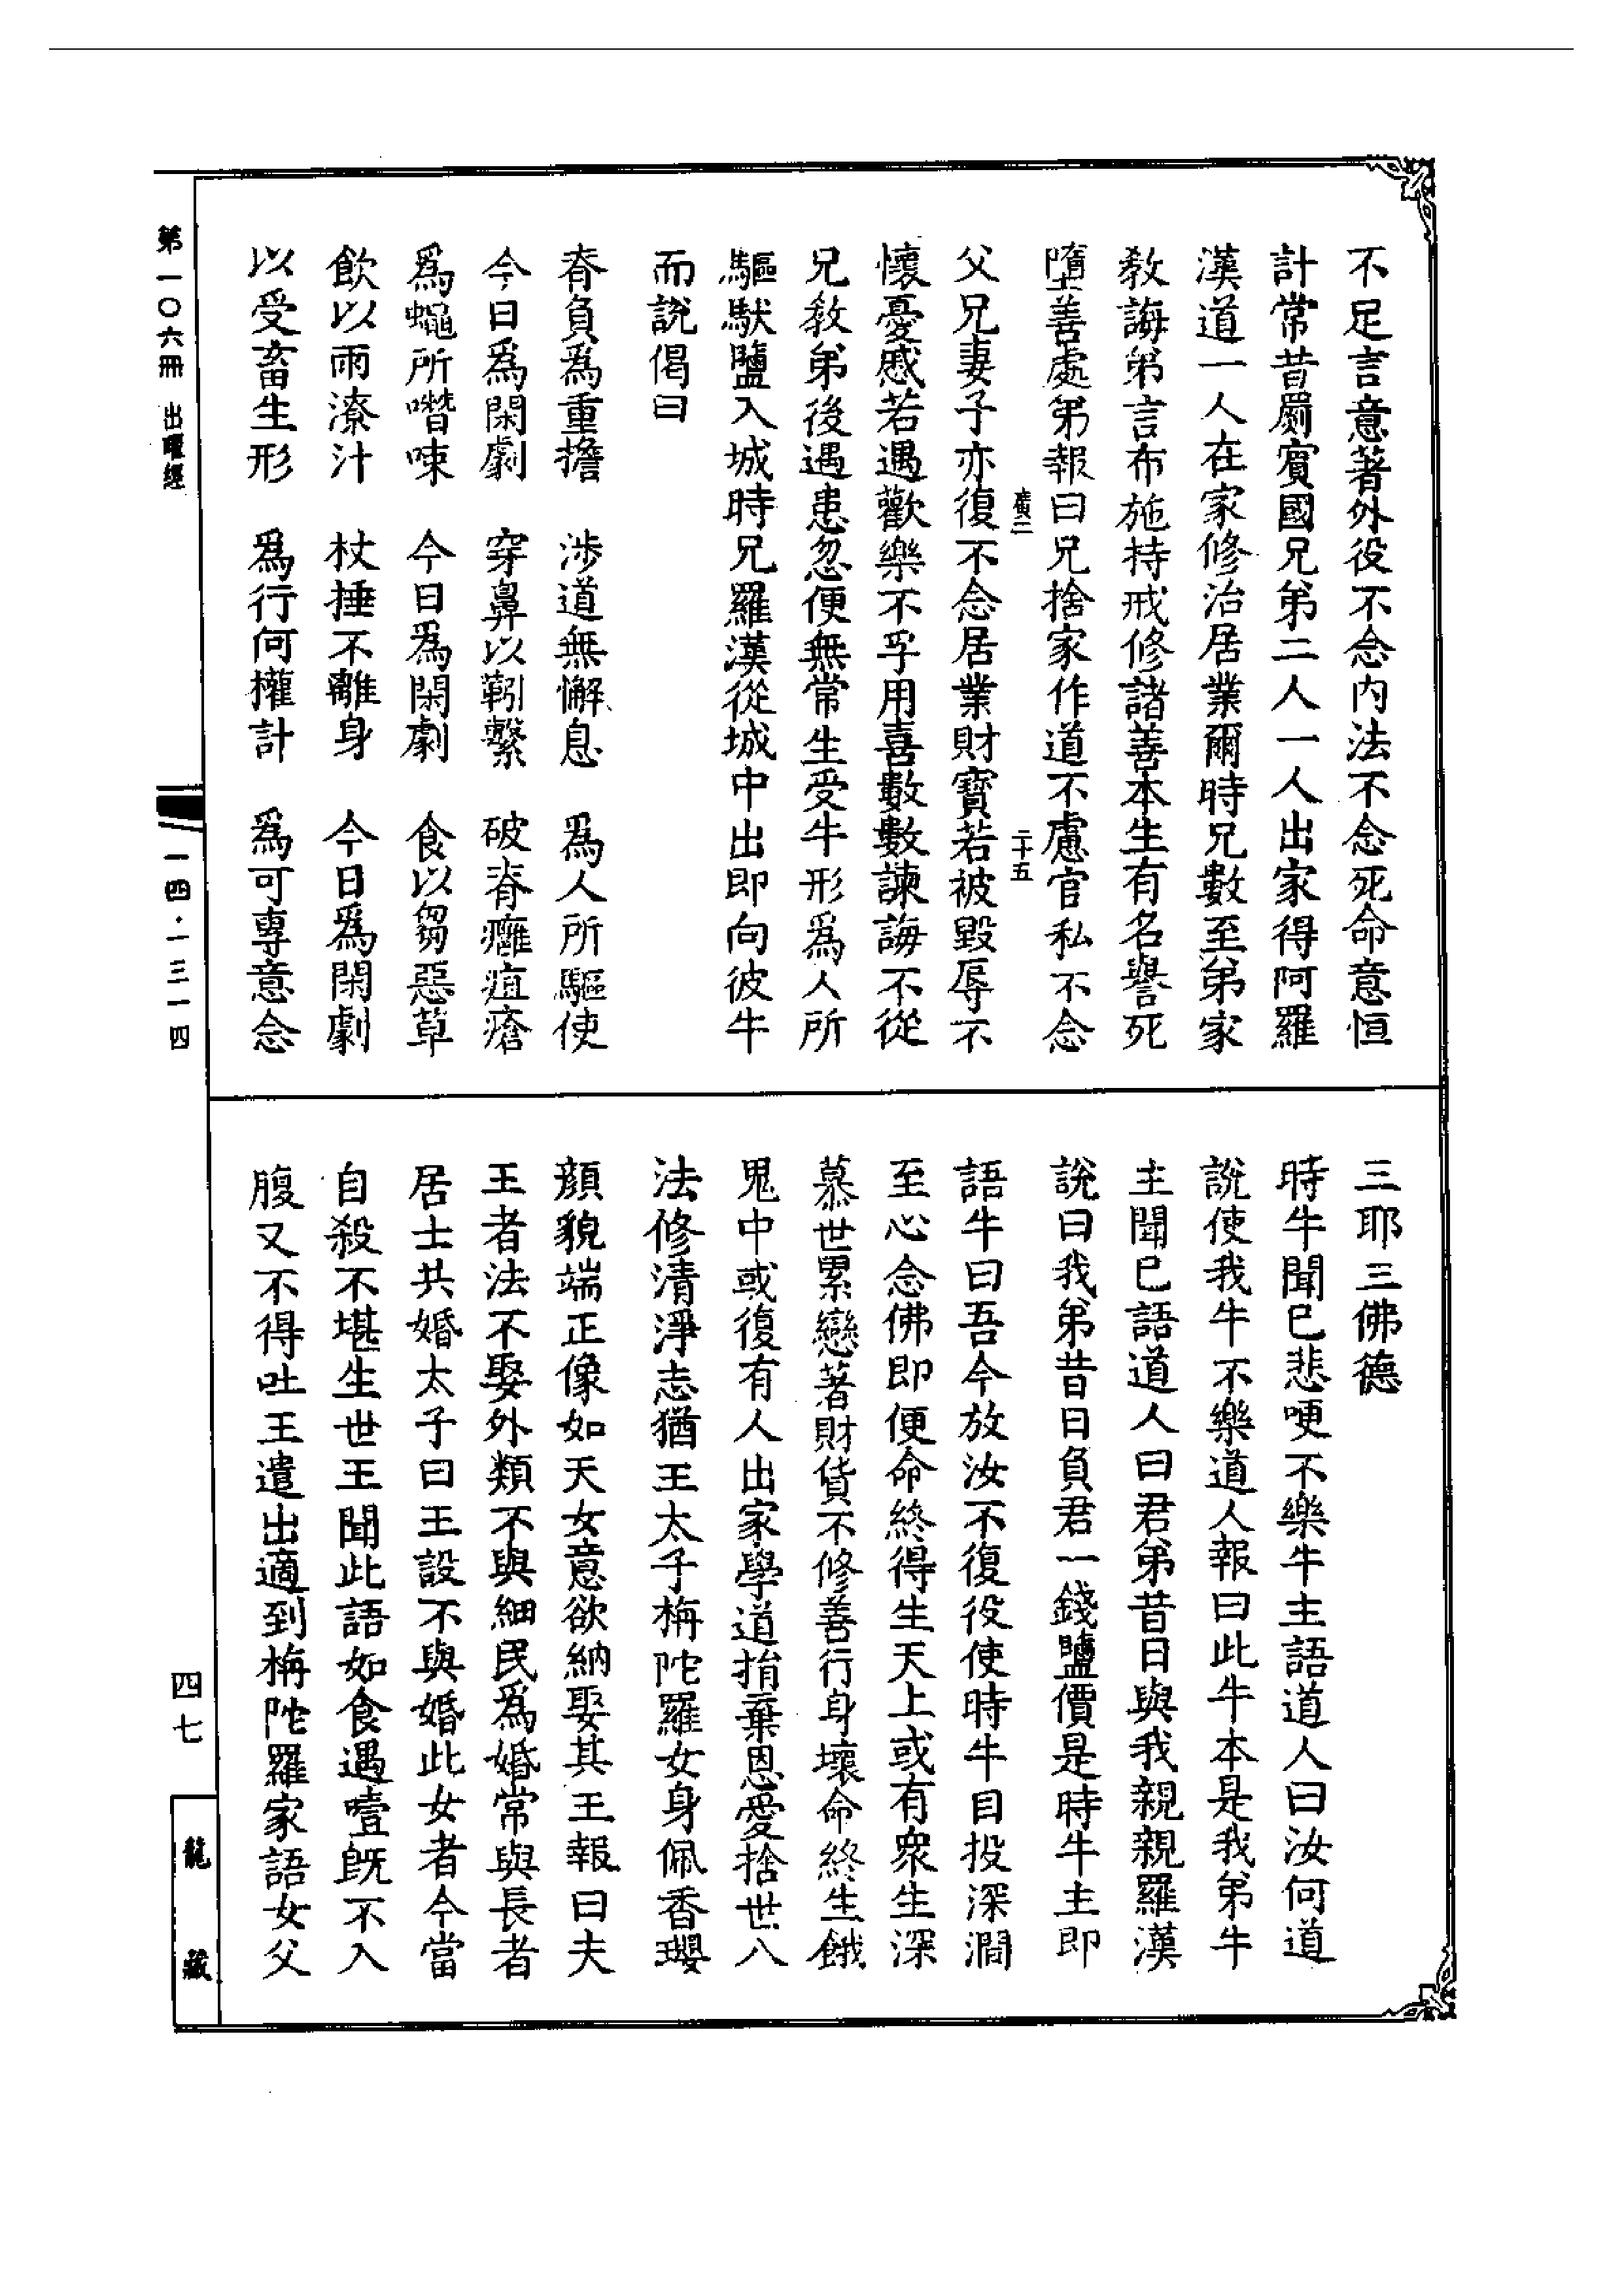 不足言意著外役不念內法不念死命意恒
計常昔罽賓國兄弟二人一人出家得阿羅
漢道一人在家修治居業爾時兄數至弟家
教誨弟言布施持戒修諸善本生有名譽死
墮善處弟報曰兄捨家作道不慮官私不念
廣二
二十五
父兄妻子亦復不念居業財寶若被毀辱不
懷憂慼若遇歡樂不孚用喜數數諫誨不從
兄教弟後遇患忽便無常生受牛形爲人所
驅馱鹽入城時兄羅漢從城中出即向彼牛
而說偈曰
脊負爲重擔 涉道無懈息 爲人所驅使
今日爲閑劇 穿鼻以靷繫 破脊癰疽瘡
爲蠅所噆㖨 今日爲閑劇 食以芻惡草
飲以雨潦汁 杖捶不離身 今日爲閑劇
以受畜生形 爲行何權計 爲可專意念
三耶三佛德
時牛聞已悲哽不樂牛主語道人曰汝何道
說使我牛不樂道人報曰此牛本是我弟牛
主聞已語道人曰君弟昔日與我親親羅漢
說曰我弟昔日負君一錢鹽價是時牛主即
語牛曰吾今放汝不復役使時牛目投深澗
至心念佛即便命終得生天上或有眾生深
慕世累戀著財貨不修善行身壞命終生餓
鬼中或復有人出家學道捐棄恩愛捨世八
法修清淨志猶王太子栴陀羅女身佩香瓔
顏貌端正像如天女意欲納娶其王報曰夫
王者法不娶外類不與細民爲婚常與長者
居士共婚太子曰王設不與婚此女者今當
自殺不堪生世王聞此語如食遇噎既不入
腹又不得吐王遣出適到栴陀羅家語女父
第一〇六冊 出曜經
一四·一三一四
四七
龍藏